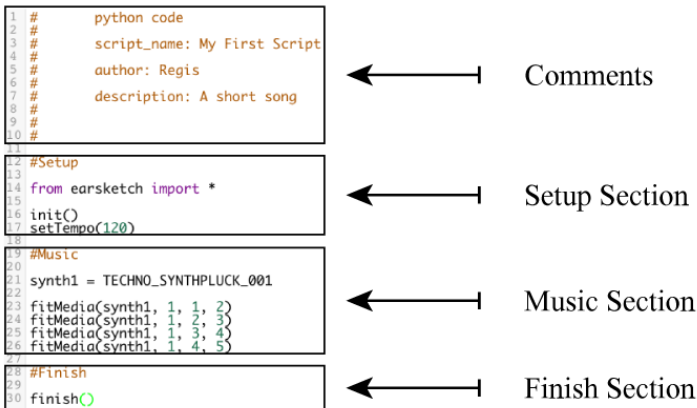 1 # python code
2 #
3 # script_name: My First Script
4 #
5 # author: Regis
6 #
7 # description: A short song
8 #
9 #
10 #
11
12 #Setup
13
14 from earsketch import *
15
16 init()
17 setTempo(120)
18
19 #Music
20
21 synth1 = TECHNO_SYNTHPLUCK_001
22
23 fitMedia(synth1, 1, 1, 2)
24 fitMedia(synth1, 1, 2, 3)
25 fitMedia(synth1, 1, 3, 4)
26 fitMedia(synth1, 1, 4, 5)
27
28 #Finish
29
30 finish()
Comments
Setup Section
Music Section
Finish Section